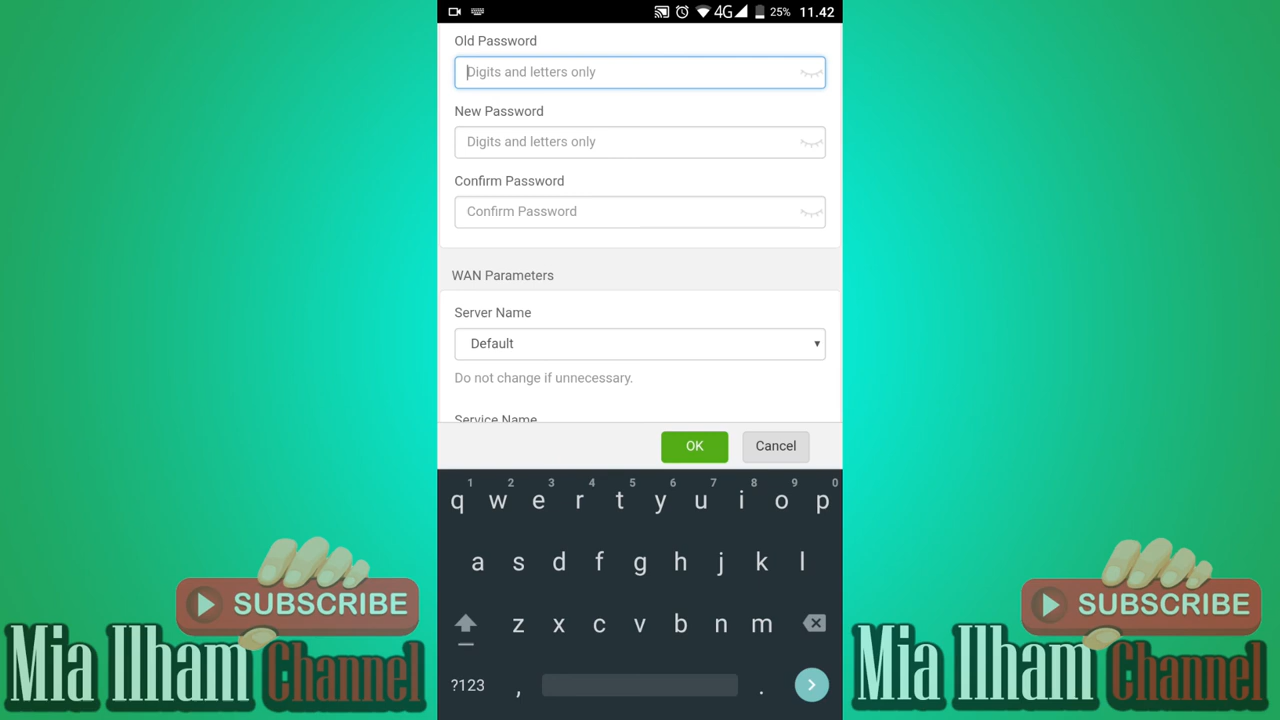 4G 25% 11.42
Old Password
Digits and letters only
New Password
Digits and letters only
Confirm Password
Confirm Password
WAN Parameters
Server Name
Default
Do not change if unnecessary.
Service Name
OK Cancel
1 2 3 4 5 6 7 8 9 0
q w e r t y u i o p
a s d f g h j k l
z x c v b n m
?123 , .
SUBSCRIBE
Mia Ilham Channel
SUBSCRIBE
Mia Ilham Channel